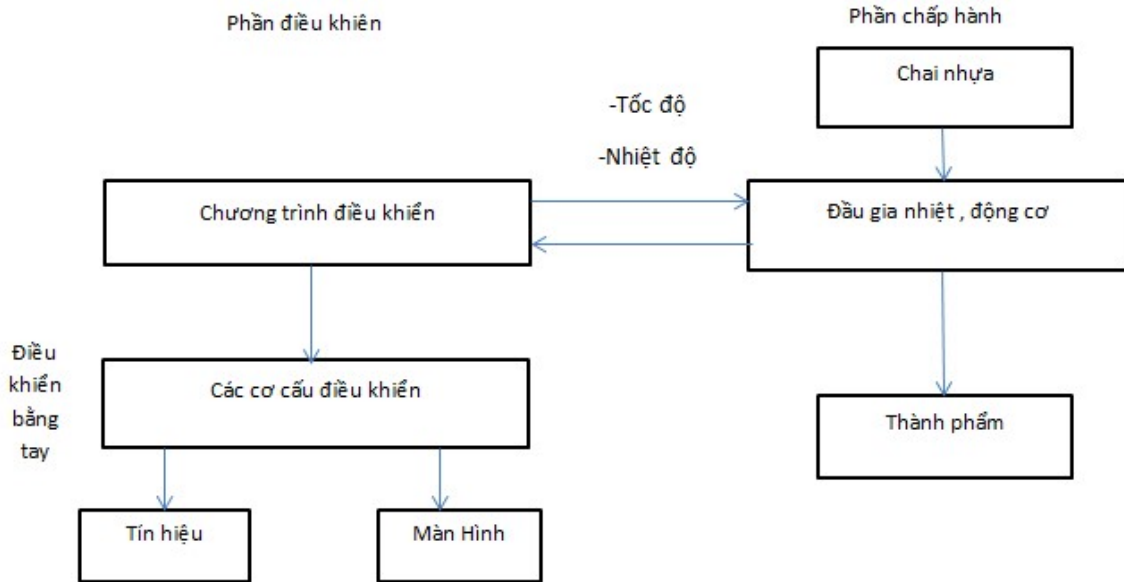 Phần điều khiên
Phần chấp hành
Chai nhựa
-Tốc độ
-Nhiệt độ
Chương trình điều khiển
Đầu gia nhiệt , động cơ
Điều
khiển
bằng
tay
Các cơ cấu điều khiển
Thành phẩm
Tín hiệu
Màn Hình